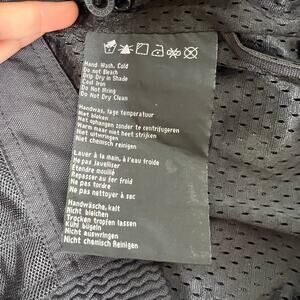 Hand Wash, Cold
Do not Bleach
Drip Dry in Shade
Cool Iron
Do Not Wring
Do Not Dry Clean
Handwas, lage temperatuur
Niet bleken
Niet ophangen zonder te centrifugeren
Warm maar niet heet strijken
Niet uitwringen
Niet chemisch reinigen
Laver à la main, à l'eau froide
Ne pas javelliser
Étendre mouillé
Repasser au fer froid
Ne pas tordre
Ne pas nettoyer à sec
Handwäsche, kalt
Nicht bleichen
Trocken tropfen lassen
Kühl bügeln
Nicht auswringen
Nicht chemisch Reinigen